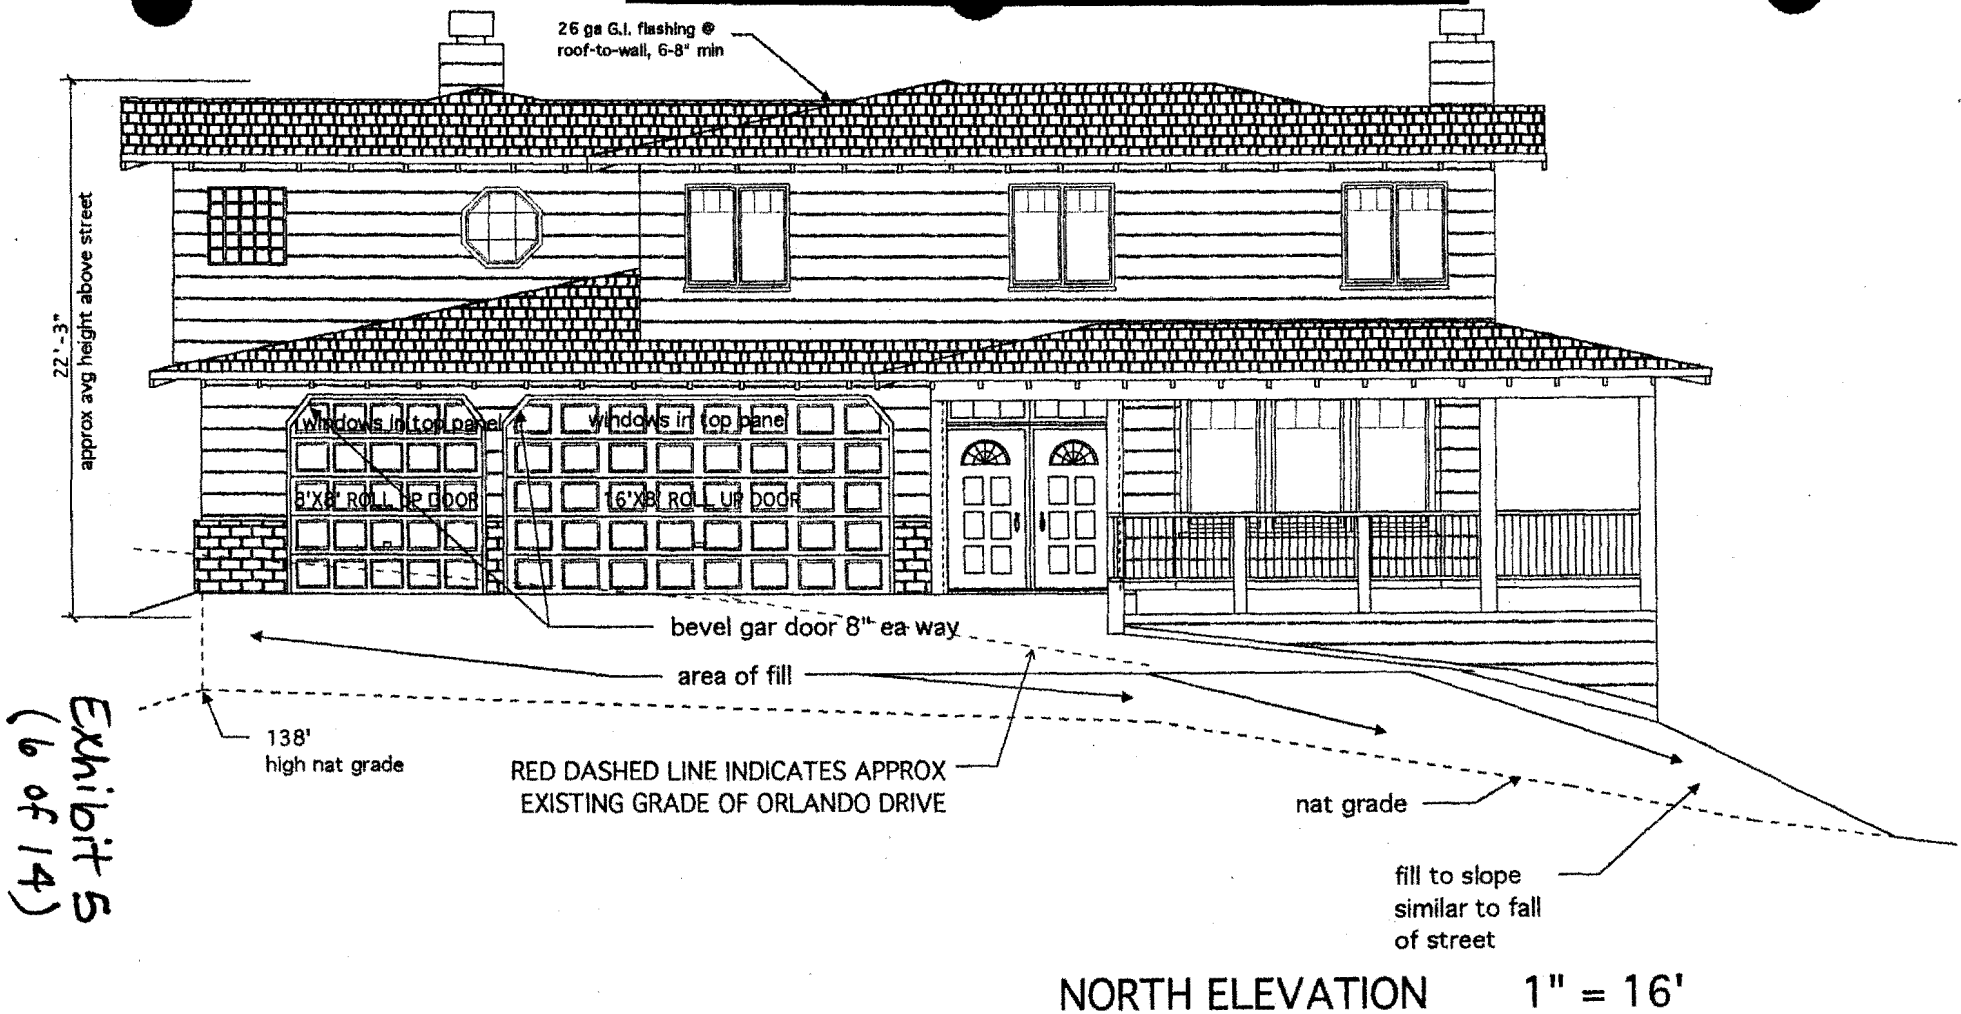 26 ga G.I. flashing @
roof-to-wall, 6-8" min
22'-3"
approx avg height above street
windows in top panel
windows in top pane
8'X8' ROLL UP DOOR
16'X8' ROLL UP DOOR
bevel gar door 8" ea way
area of fill
138'
high nat grade
RED DASHED LINE INDICATES APPROX
EXISTING GRADE OF ORLANDO DRIVE
nat grade
fill to slope
similar to fall
of street
Exhibit 5
(6 of 14)
NORTH ELEVATION 1" = 16'